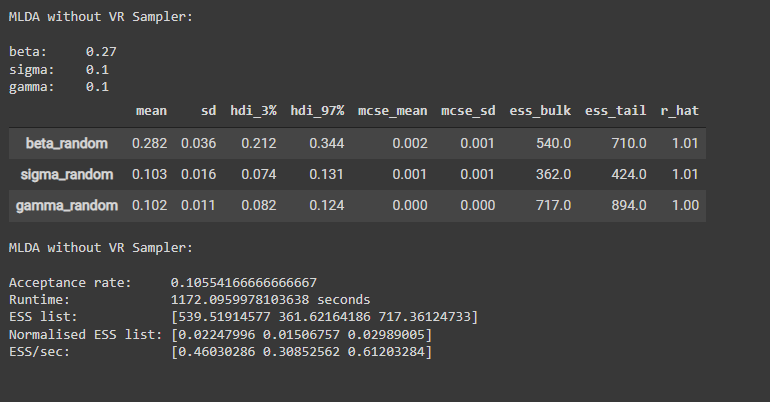 MLDA without VR Sampler:
beta: 0.27
sigma: 0.1
gamma: 0.1
mean sd hdi_3% hdi_97% mcse_mean mcse_sd ess_bulk ess_tail r_hat
beta_random 0.282 0.036 0.212 0.344 0.002 0.001 540.0 710.0 1.01
sigma_random 0.103 0.016 0.074 0.131 0.001 0.001 362.0 424.0 1.01
gamma_random 0.102 0.011 0.082 0.124 0.000 0.000 717.0 894.0 1.00
MLDA without VR Sampler:
Acceptance rate: 0.10554166666666667
Runtime: 1172.0959978103638 seconds
ESS list: [539.51914577 361.62164186 717.36124733]
Normalised ESS list: [0.02247996 0.01506757 0.02989005]
ESS/sec: [0.46030286 0.30852562 0.61203284]